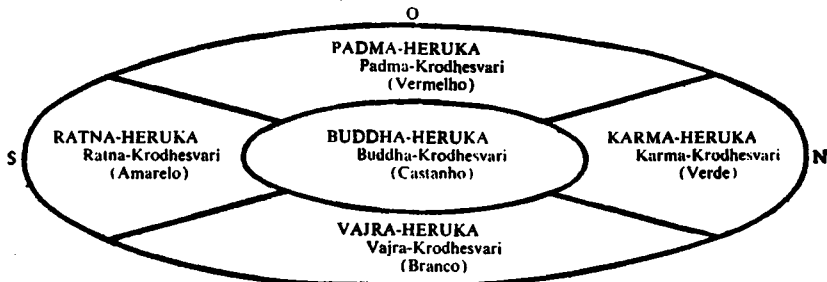 O
PADMA-HERUKA
Padma-Krodhesvari
(Vermelho)
S
RATNA-HERUKA
Ratna-Krodhesvari
(Amarelo)
BUDDHA-HERUKA
Buddha-Krodhesvari
(Castanho)
KARMA-HERUKA
Karma-Krodhesvari
(Verde)
N
VAJRA-HERUKA
Vajra-Krodhesvari
(Branco)